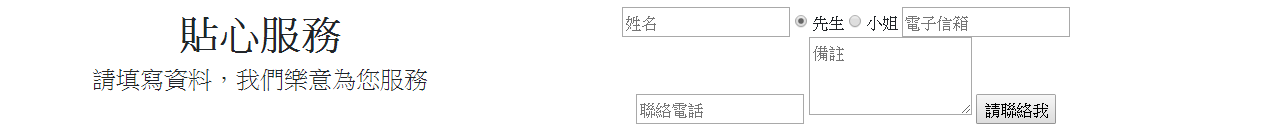 貼心服務
請填寫資料，我們樂意為您服務
姓名 先生 小姐 電子信箱
備註
聯絡電話 請聯絡我